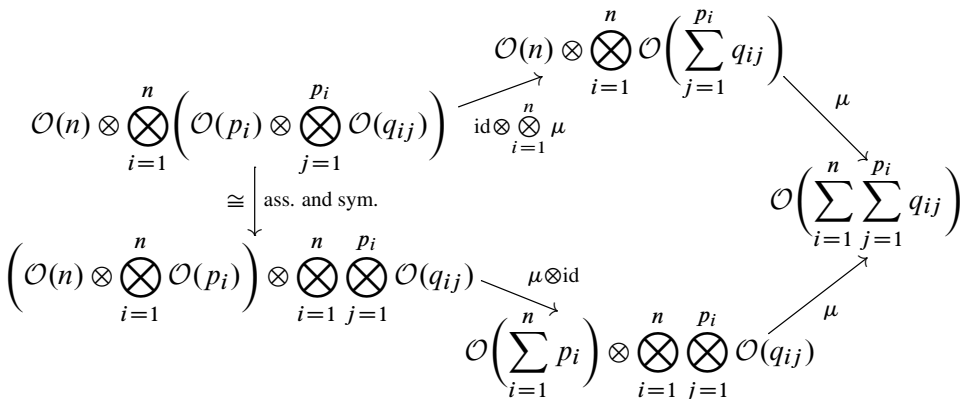 𝒪(n) ⊗ ⨂_{i=1}^{n} 𝒪(∑_{j=1}^{p_i} q_{ij})
𝒪(n) ⊗ ⨂_{i=1}^{n} (𝒪(p_i) ⊗ ⨂_{j=1}^{p_i} 𝒪(q_{ij}))
id⊗ ⨂_{i=1}^{n} μ
μ
≅ ass. and sym.
𝒪(∑_{i=1}^{n} ∑_{j=1}^{p_i} q_{ij})
(𝒪(n) ⊗ ⨂_{i=1}^{n} 𝒪(p_i)) ⊗ ⨂_{i=1}^{n} ⨂_{j=1}^{p_i} 𝒪(q_{ij})
μ⊗id
μ
𝒪(∑_{i=1}^{n} p_i) ⊗ ⨂_{i=1}^{n} ⨂_{j=1}^{p_i} 𝒪(q_{ij})